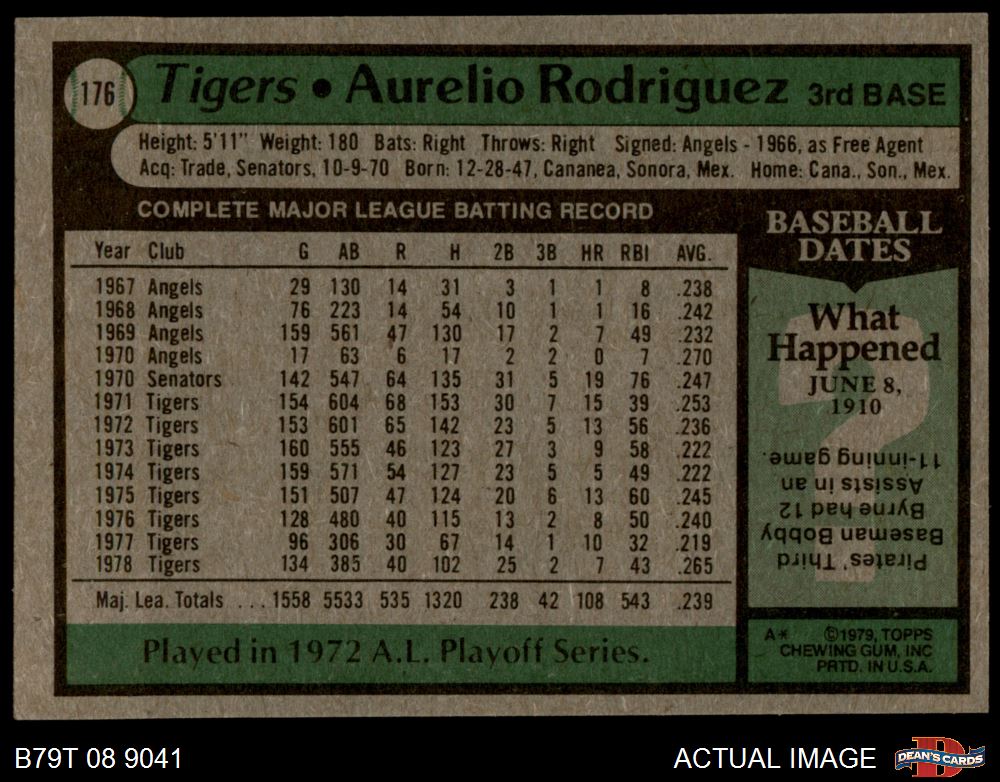 176 Tigers • Aurelio Rodriguez 3rd BASE
Height: 5'11" Weight: 180 Bats: Right Throws: Right Signed: Angels - 1966, as Free Agent
Acq: Trade, Senators, 10-9-70 Born: 12-28-47, Cananea, Sonora, Mex. Home: Cana., Son., Mex.
COMPLETE MAJOR LEAGUE BATTING RECORD
Year Club G AB R H 2B 3B HR RBI AVG.
1967 Angels 29 130 14 31 3 1 1 8 .238
1968 Angels 76 223 14 54 10 1 1 16 .242
1969 Angels 159 561 47 130 17 2 7 49 .232
1970 Angels 17 63 6 17 2 2 0 7 .270
1970 Senators 142 547 64 135 31 5 19 76 .247
1971 Tigers 154 604 68 153 30 7 15 39 .253
1972 Tigers 153 601 65 142 23 5 13 56 .236
1973 Tigers 160 555 46 123 27 3 9 58 .222
1974 Tigers 159 571 54 127 23 5 5 49 .222
1975 Tigers 151 507 47 124 20 6 13 60 .245
1976 Tigers 128 480 40 115 13 2 8 50 .240
1977 Tigers 96 306 30 67 14 1 10 32 .219
1978 Tigers 134 385 40 102 25 2 7 43 .265
Maj. Lea. Totals ... 1558 5533 535 1320 238 42 108 543 .239
Played in 1972 A.L. Playoff Series.
BASEBALL
DATES
What
Happened
JUNE 8,
1910
Pirates' Third
Baseman Bobby
Byrne had 12
Assists in an
11-inning game.
A* ©1979, TOPPS
CHEWING GUM, INC
PRTD. IN U.S.A.
B79T 08 9041
ACTUAL IMAGE
D
DEAN'S CARDS